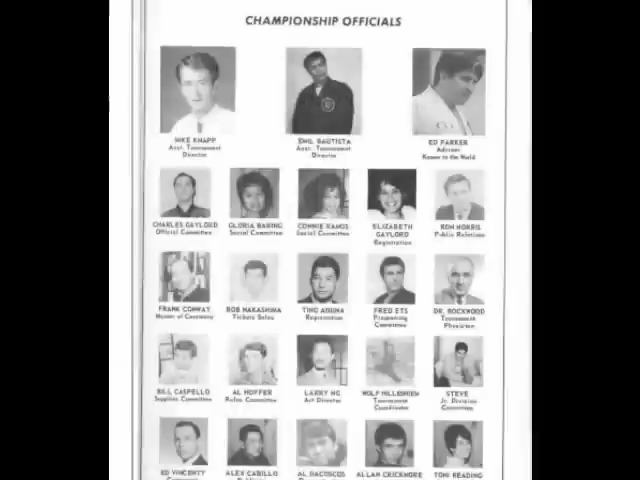 CHAMPIONSHIP OFFICIALS
MIKE KNAPP
Asst. Tournament
Director
EMIL BAUTISTA
Asst. Tournament
Director
ED PARKER
Advisor
Known to the World
CHARLES GAYLORD
Official Committee
GLORIA BARING
Social Committee
CONNIE RAMOS
Social Committee
ELIZABETH
GAYLORD
Registration
RON NORRIS
Public Relations
FRANK CONWAY
Master of Ceremony
BOB NAKASHIMA
Tickets Sales
TINO
Registration
FRED ETS
Programming
Committee
DR. ROCKWOOD
Tournament
Physician
BILL CASPELLO
Supplies Committee
AL HOFFER
Rules Committee
LARRY NG
Art Director
WOLF
Tournament
Coordinator
STEVE
Jr. Division
Committee
ED VINCENTY
ALEX CABILLO
AL DACOSCOS
ALLAN CRICKMORE
TONI READING